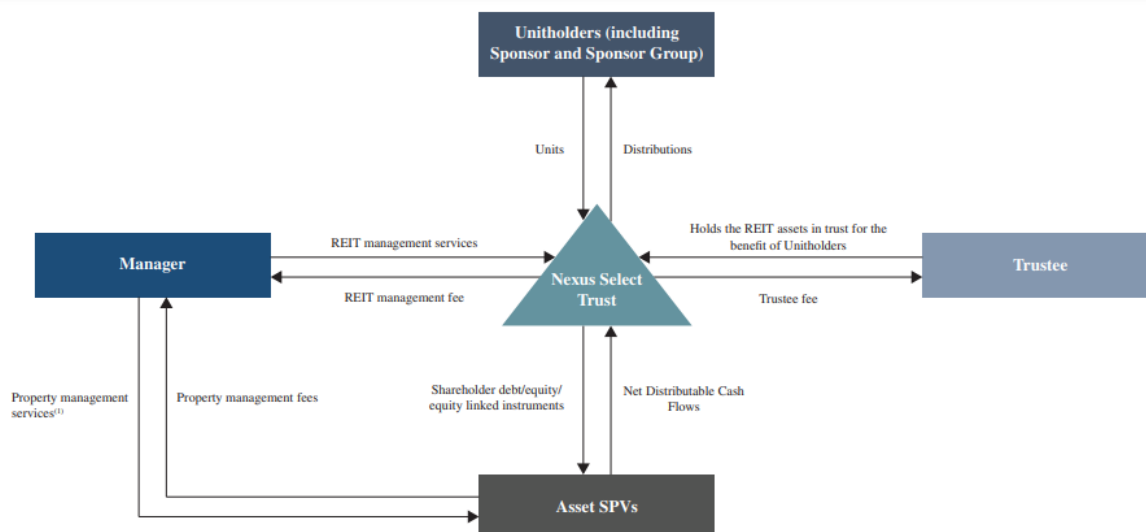 Unitholders (including
Sponsor and Sponsor Group)
Units
Distributions
REIT management services
Holds the REIT assets in trust for the
benefit of Unitholders
Manager
Nexus Select
Trust
Trustee
REIT management fee
Trustee fee
Property management
services(1)
Property management fees
Shareholder debt/equity/
equity linked instruments
Net Distributable Cash
Flows
Asset SPVs